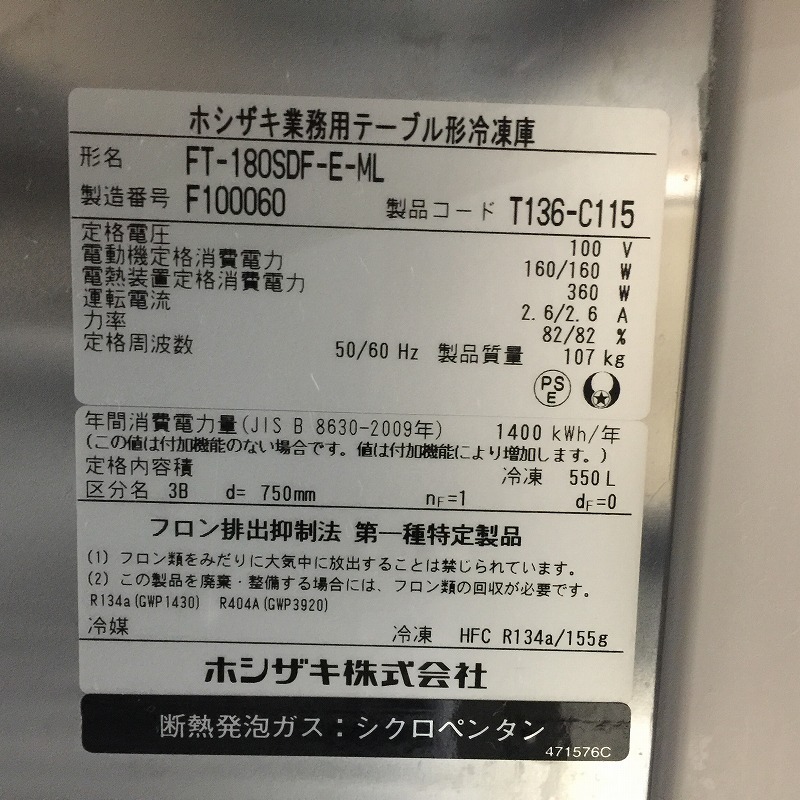 ホシザキ業務用テーブル形冷凍庫
形名 FT-180SDF-E-ML
製造番号 F100060 製品コード T136-C115
定格電圧 100 V
電動機定格消費電力 160/160 W
電熱装置定格消費電力 360 W
運転電流 2.6/2.6 A
力率 82/82 %
定格周波数 50/60 Hz 製品質量 107 kg
PS E
年間消費電力量(JIS B 8630-2009年) 1400 kWh/年
(この値は付加機能のない場合です。値は付加機能により増加します。)
定格内容積 冷凍 550 L
区分名 3B d= 750mm nF=1 dF=0
フロン排出抑制法 第一種特定製品
(1) フロン類をみだりに大気中に放出することは禁じられています。
(2) この製品を廃棄・整備する場合には、フロン類の回収が必要です。
R134a(GWP1430) R404A(GWP3920)
冷媒 冷凍 HFC R134a/155g
ホシザキ株式会社
断熱発泡ガス：シクロペンタン
471576C